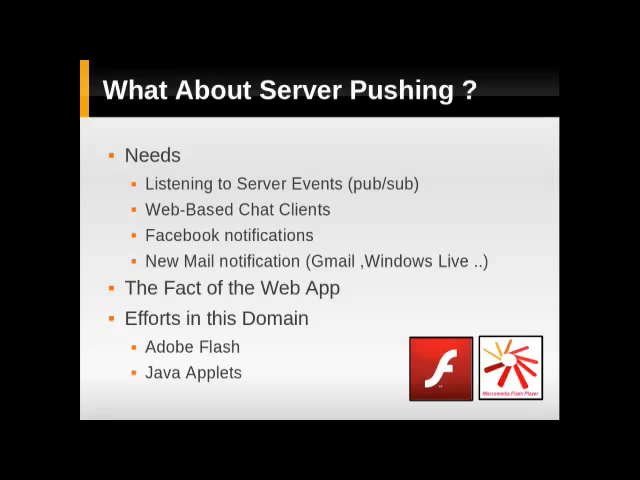 What About Server Pushing ?
Needs
Listening to Server Events (pub/sub)
Web-Based Chat Clients
Facebook notifications
New Mail notification (Gmail ,Windows Live ..)
The Fact of the Web App
Efforts in this Domain
Adobe Flash
Java Applets
Macromedia Flash Player